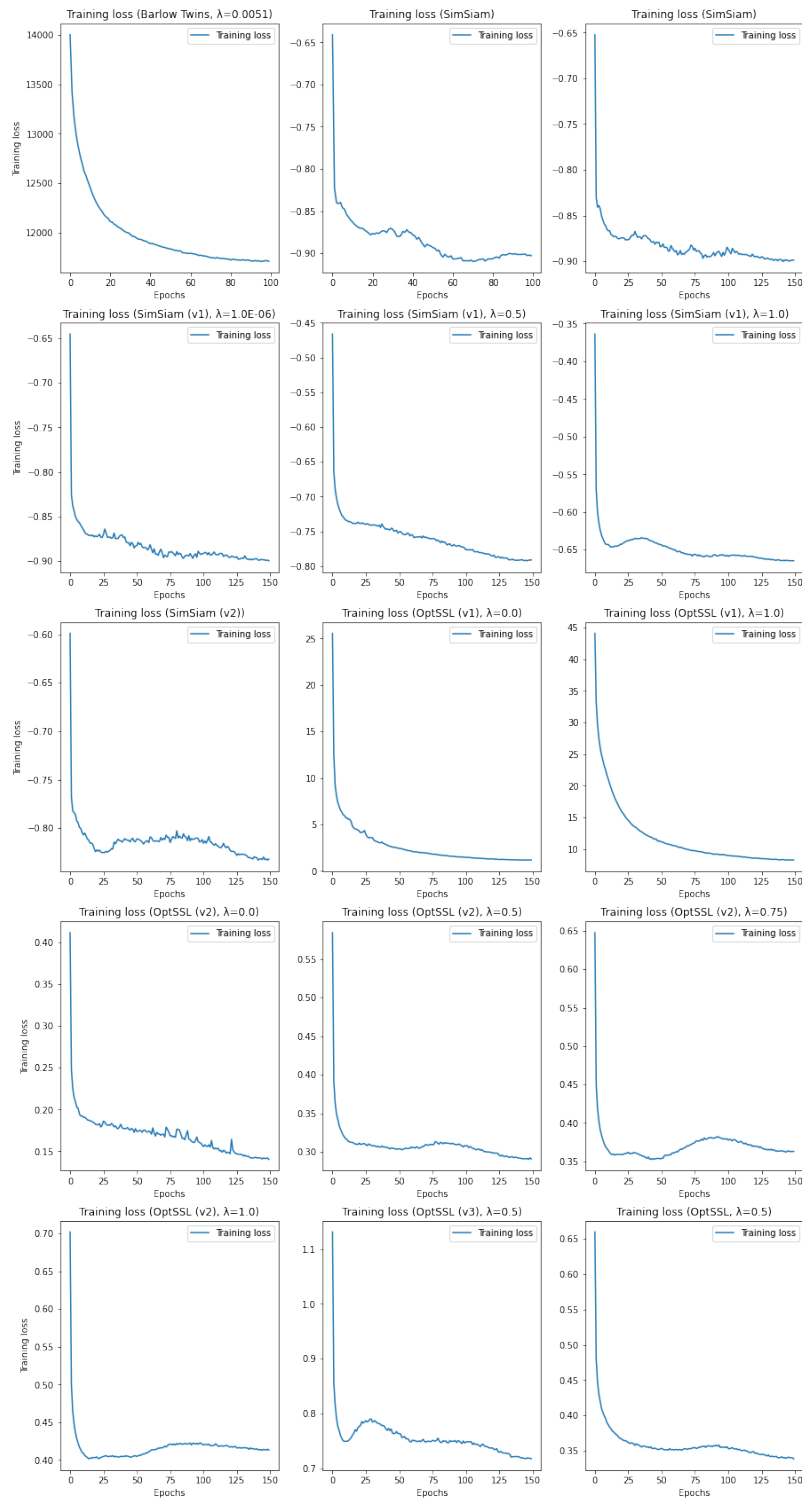 Training loss (Barlow Twins, λ=0.0051)
Training loss
14000
13500
13000
12500
12000
Training loss
0 20 40 60 80 100
Epochs
Training loss (SimSiam)
−0.65
−0.70
−0.75
−0.80
−0.85
−0.90
Training loss
0 20 40 60 80 100
Epochs
Training loss (SimSiam)
−0.65
−0.70
−0.75
−0.80
−0.85
−0.90
Training loss
0 25 50 75 100 125 150
Epochs
Training loss (SimSiam (v1), λ=1.0E-06)
Training loss
−0.65
−0.70
−0.75
−0.80
−0.85
−0.90
Training loss
0 25 50 75 100 125 150
Epochs
Training loss (SimSiam (v1), λ=0.5)
−0.45
−0.50
−0.55
−0.60
−0.65
−0.70
−0.75
−0.80
Training loss
0 25 50 75 100 125 150
Epochs
Training loss (SimSiam (v1), λ=1.0)
−0.35
−0.40
−0.45
−0.50
−0.55
−0.60
−0.65
Training loss
0 25 50 75 100 125 150
Epochs
Training loss (SimSiam (v2))
Training loss
−0.60
−0.65
−0.70
−0.75
−0.80
Training loss
0 25 50 75 100 125 150
Epochs
Training loss (OptSSL (v1), λ=0.0)
25
20
15
10
5
0
Training loss
0 25 50 75 100 125 150
Epochs
Training loss (OptSSL (v1), λ=1.0)
45
40
35
30
25
20
15
10
Training loss
0 25 50 75 100 125 150
Epochs
Training loss (OptSSL (v2), λ=0.0)
Training loss
0.40
0.35
0.30
0.25
0.20
0.15
Training loss
0 25 50 75 100 125 150
Epochs
Training loss (OptSSL (v2), λ=0.5)
0.55
0.50
0.45
0.40
0.35
0.30
Training loss
0 25 50 75 100 125 150
Epochs
Training loss (OptSSL (v2), λ=0.75)
0.65
0.60
0.55
0.50
0.45
0.40
0.35
Training loss
0 25 50 75 100 125 150
Epochs
Training loss (OptSSL (v2), λ=1.0)
Training loss
0.70
0.65
0.60
0.55
0.50
0.45
0.40
Training loss
0 25 50 75 100 125 150
Epochs
Training loss (OptSSL (v3), λ=0.5)
1.1
1.0
0.9
0.8
0.7
Training loss
0 25 50 75 100 125 150
Epochs
Training loss (OptSSL, λ=0.5)
0.65
0.60
0.55
0.50
0.45
0.40
0.35
Training loss
0 25 50 75 100 125 150
Epochs